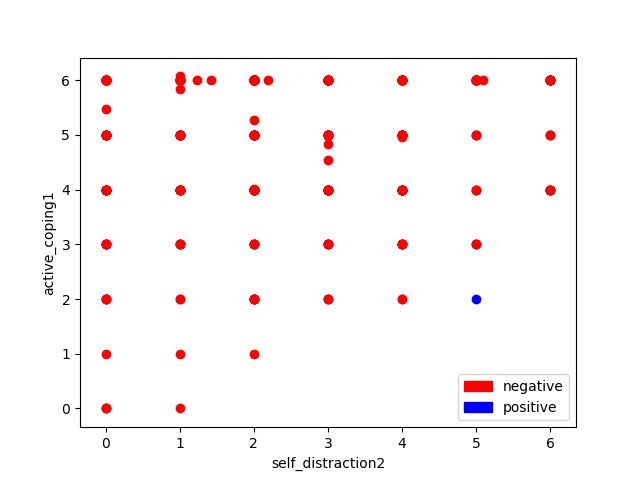 6
5
4
3
2
1
0
active_coping1
negative
positive
0 1 2 3 4 5 6
self_distraction2